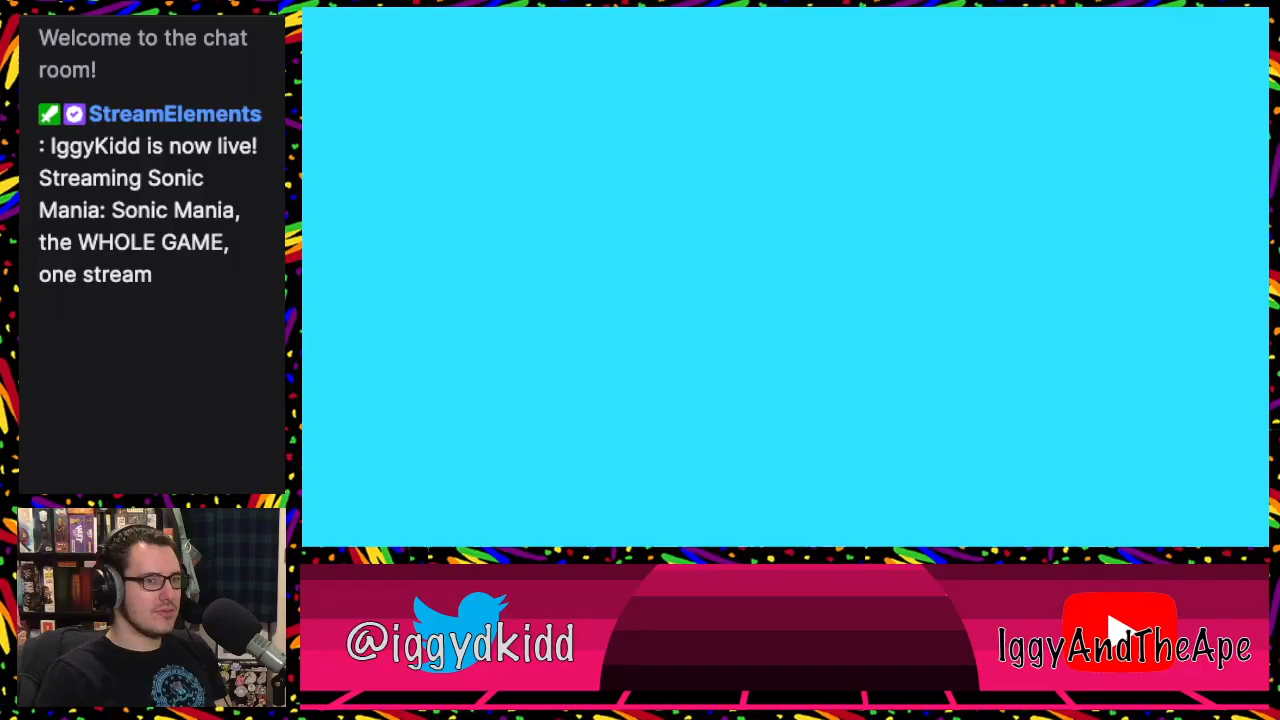 Welcome to the chat
room!
StreamElements
: IggyKidd is now live!
Streaming Sonic
Mania: Sonic Mania,
the WHOLE GAME,
one stream
@iggydkidd
IggyAndTheApe